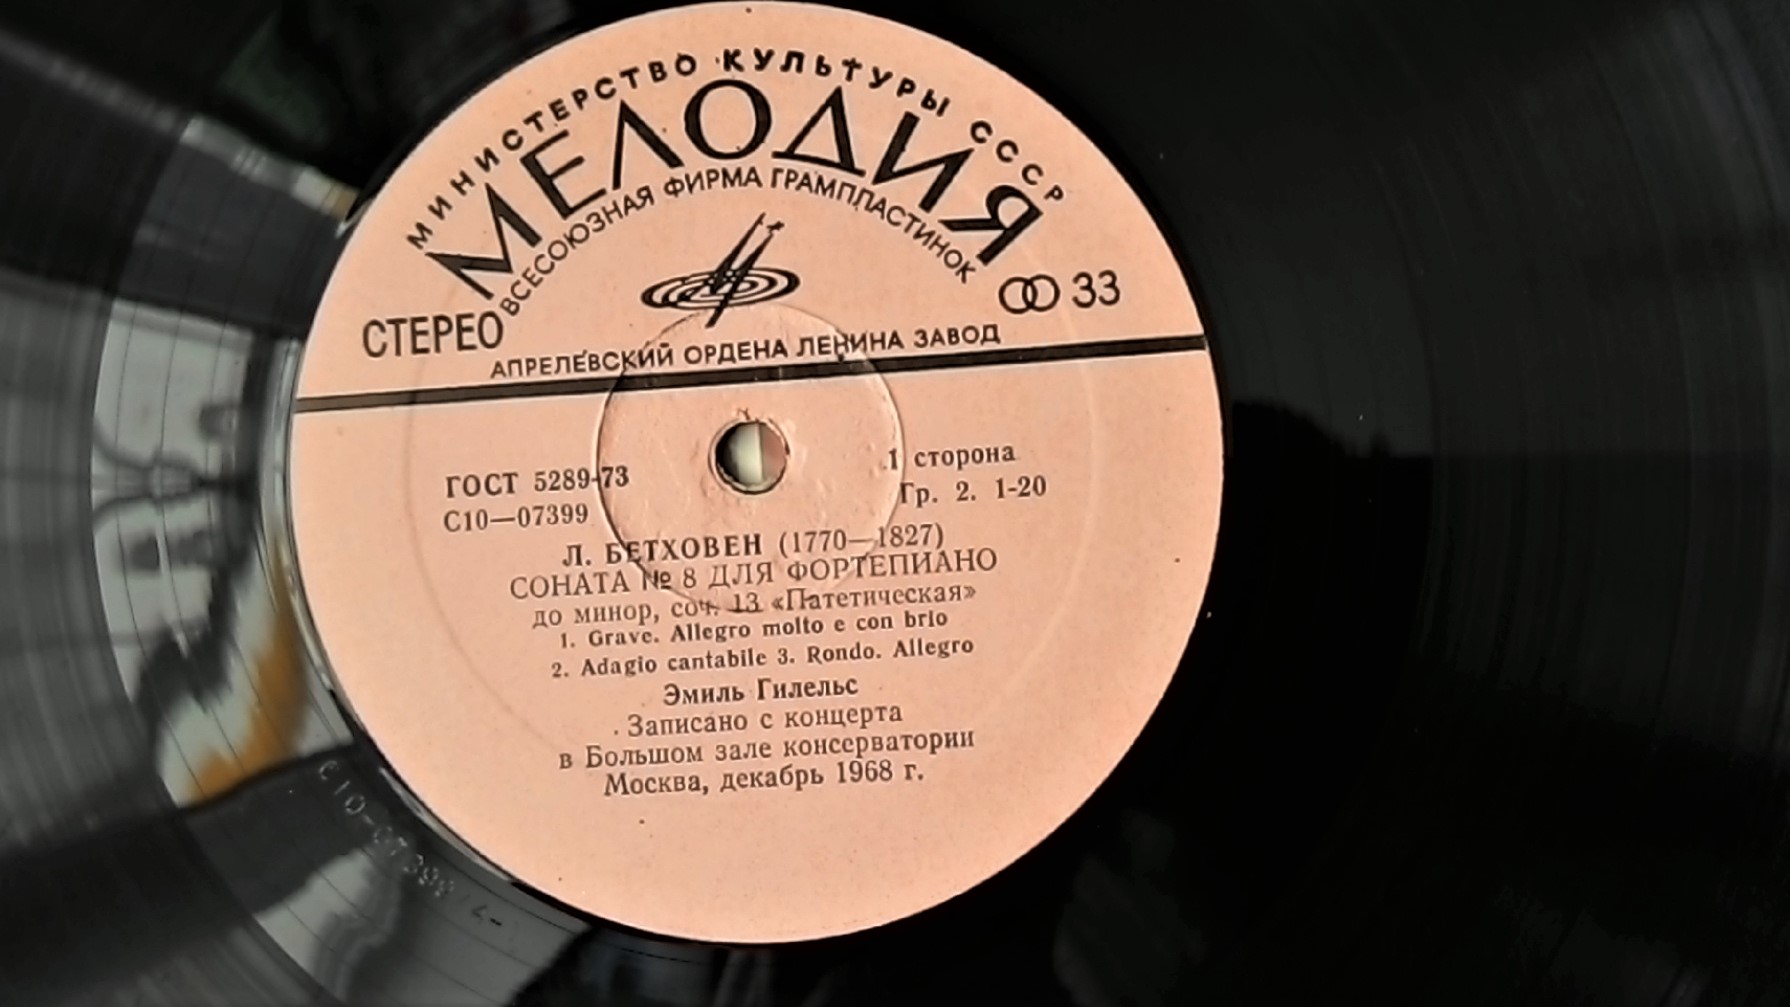 МИНИСТЕРСТВО КУЛЬТУРЫ СССР
МЕЛОДИЯ
ВСЕСОЮЗНАЯ ФИРМА ГРАМПЛАСТИНОК
СТЕРЕО
33
АПРЕЛЕВСКИЙ ОРДЕНА ЛЕНИНА ЗАВОД
ГОСТ 5289-73
1 сторона
С10—07399
Гр. 2. 1-20
Л. БЕТХОВЕН (1770—1827)
СОНАТА № 8 ДЛЯ ФОРТЕПИАНО
до минор, соч. 13 «Патетическая»
1. Grave. Allegro molto e con brio
2. Adagio cantabile 3. Rondo. Allegro
Эмиль Гилельс
Записано с концерта
в Большом зале консерватории
Москва, декабрь 1968 г.